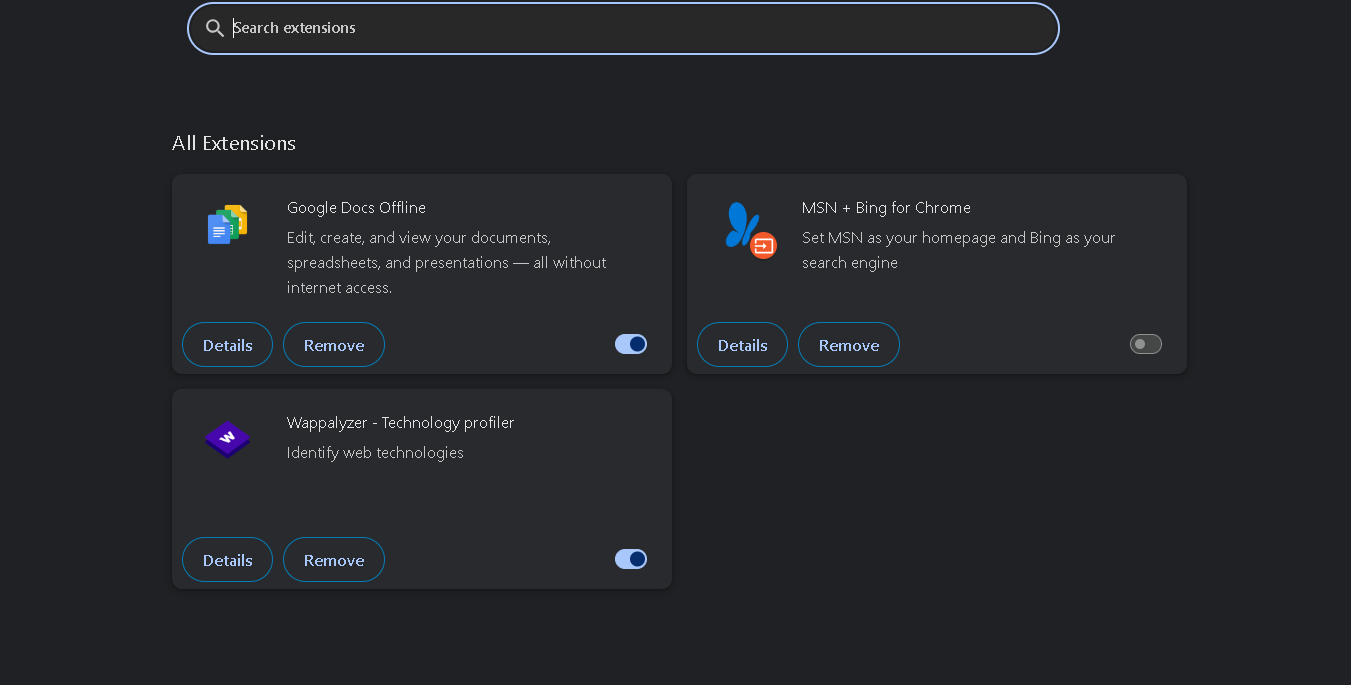 Search extensions
All Extensions
Google Docs Offline
Edit, create, and view your documents,
spreadsheets, and presentations — all without
internet access.
Details
Remove
MSN + Bing for Chrome
Set MSN as your homepage and Bing as your
search engine
Details
Remove
W
Wappalyzer - Technology profiler
Identify web technologies
Details
Remove